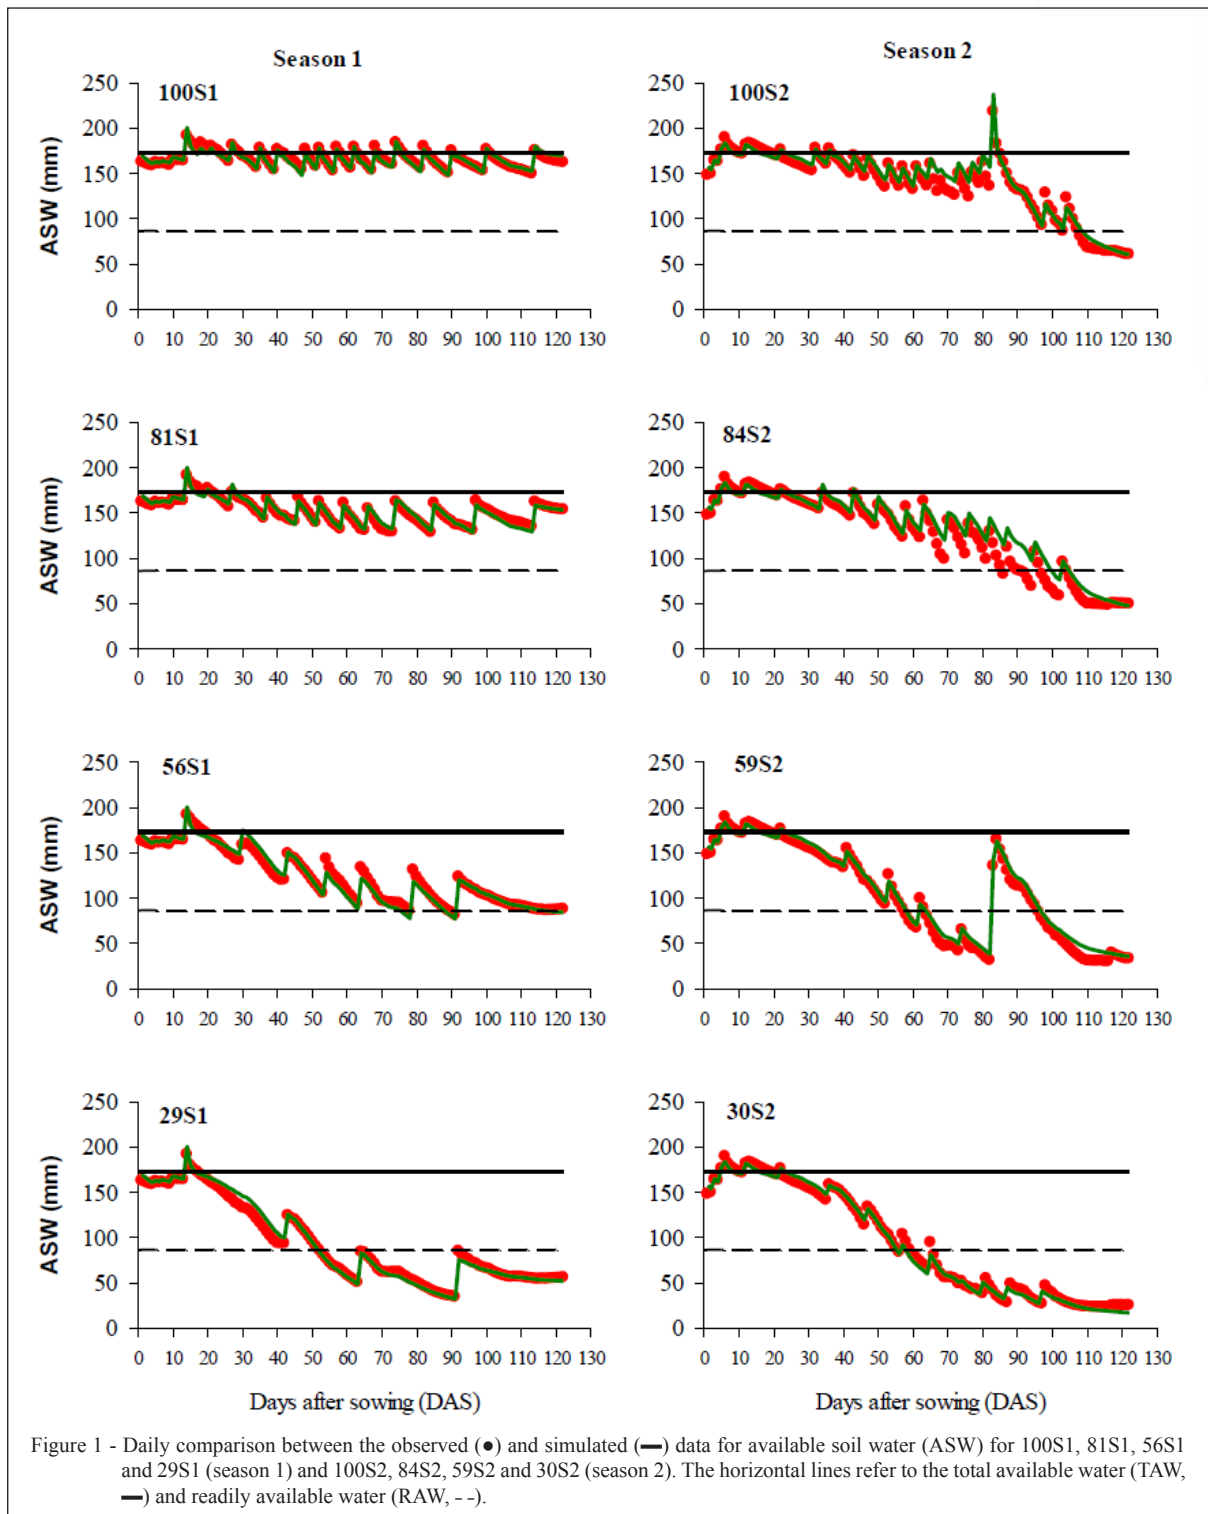 Season 1
Season 2
250
200
150
100
50
0
ASW (mm)
100S1
0 10 20 30 40 50 60 70 80 90 100 110 120 130
250
200
150
100
50
0
100S2
0 10 20 30 40 50 60 70 80 90 100 110 120 130
250
200
150
100
50
0
ASW (mm)
81S1
0 10 20 30 40 50 60 70 80 90 100 110 120 130
250
200
150
100
50
0
84S2
0 10 20 30 40 50 60 70 80 90 100 110 120 130
250
200
150
100
50
0
ASW (mm)
56S1
0 10 20 30 40 50 60 70 80 90 100 110 120 130
250
200
150
100
50
0
59S2
0 10 20 30 40 50 60 70 80 90 100 110 120 130
250
200
150
100
50
0
ASW (mm)
29S1
0 10 20 30 40 50 60 70 80 90 100 110 120 130
Days after sowing (DAS)
250
200
150
100
50
0
30S2
0 10 20 30 40 50 60 70 80 90 100 110 120 130
Days after sowing (DAS)
Figure 1 - Daily comparison between the observed (●) and simulated (—) data for available soil water (ASW) for 100S1, 81S1, 56S1
and 29S1 (season 1) and 100S2, 84S2, 59S2 and 30S2 (season 2). The horizontal lines refer to the total available water (TAW,
—) and readily available water (RAW, - -).